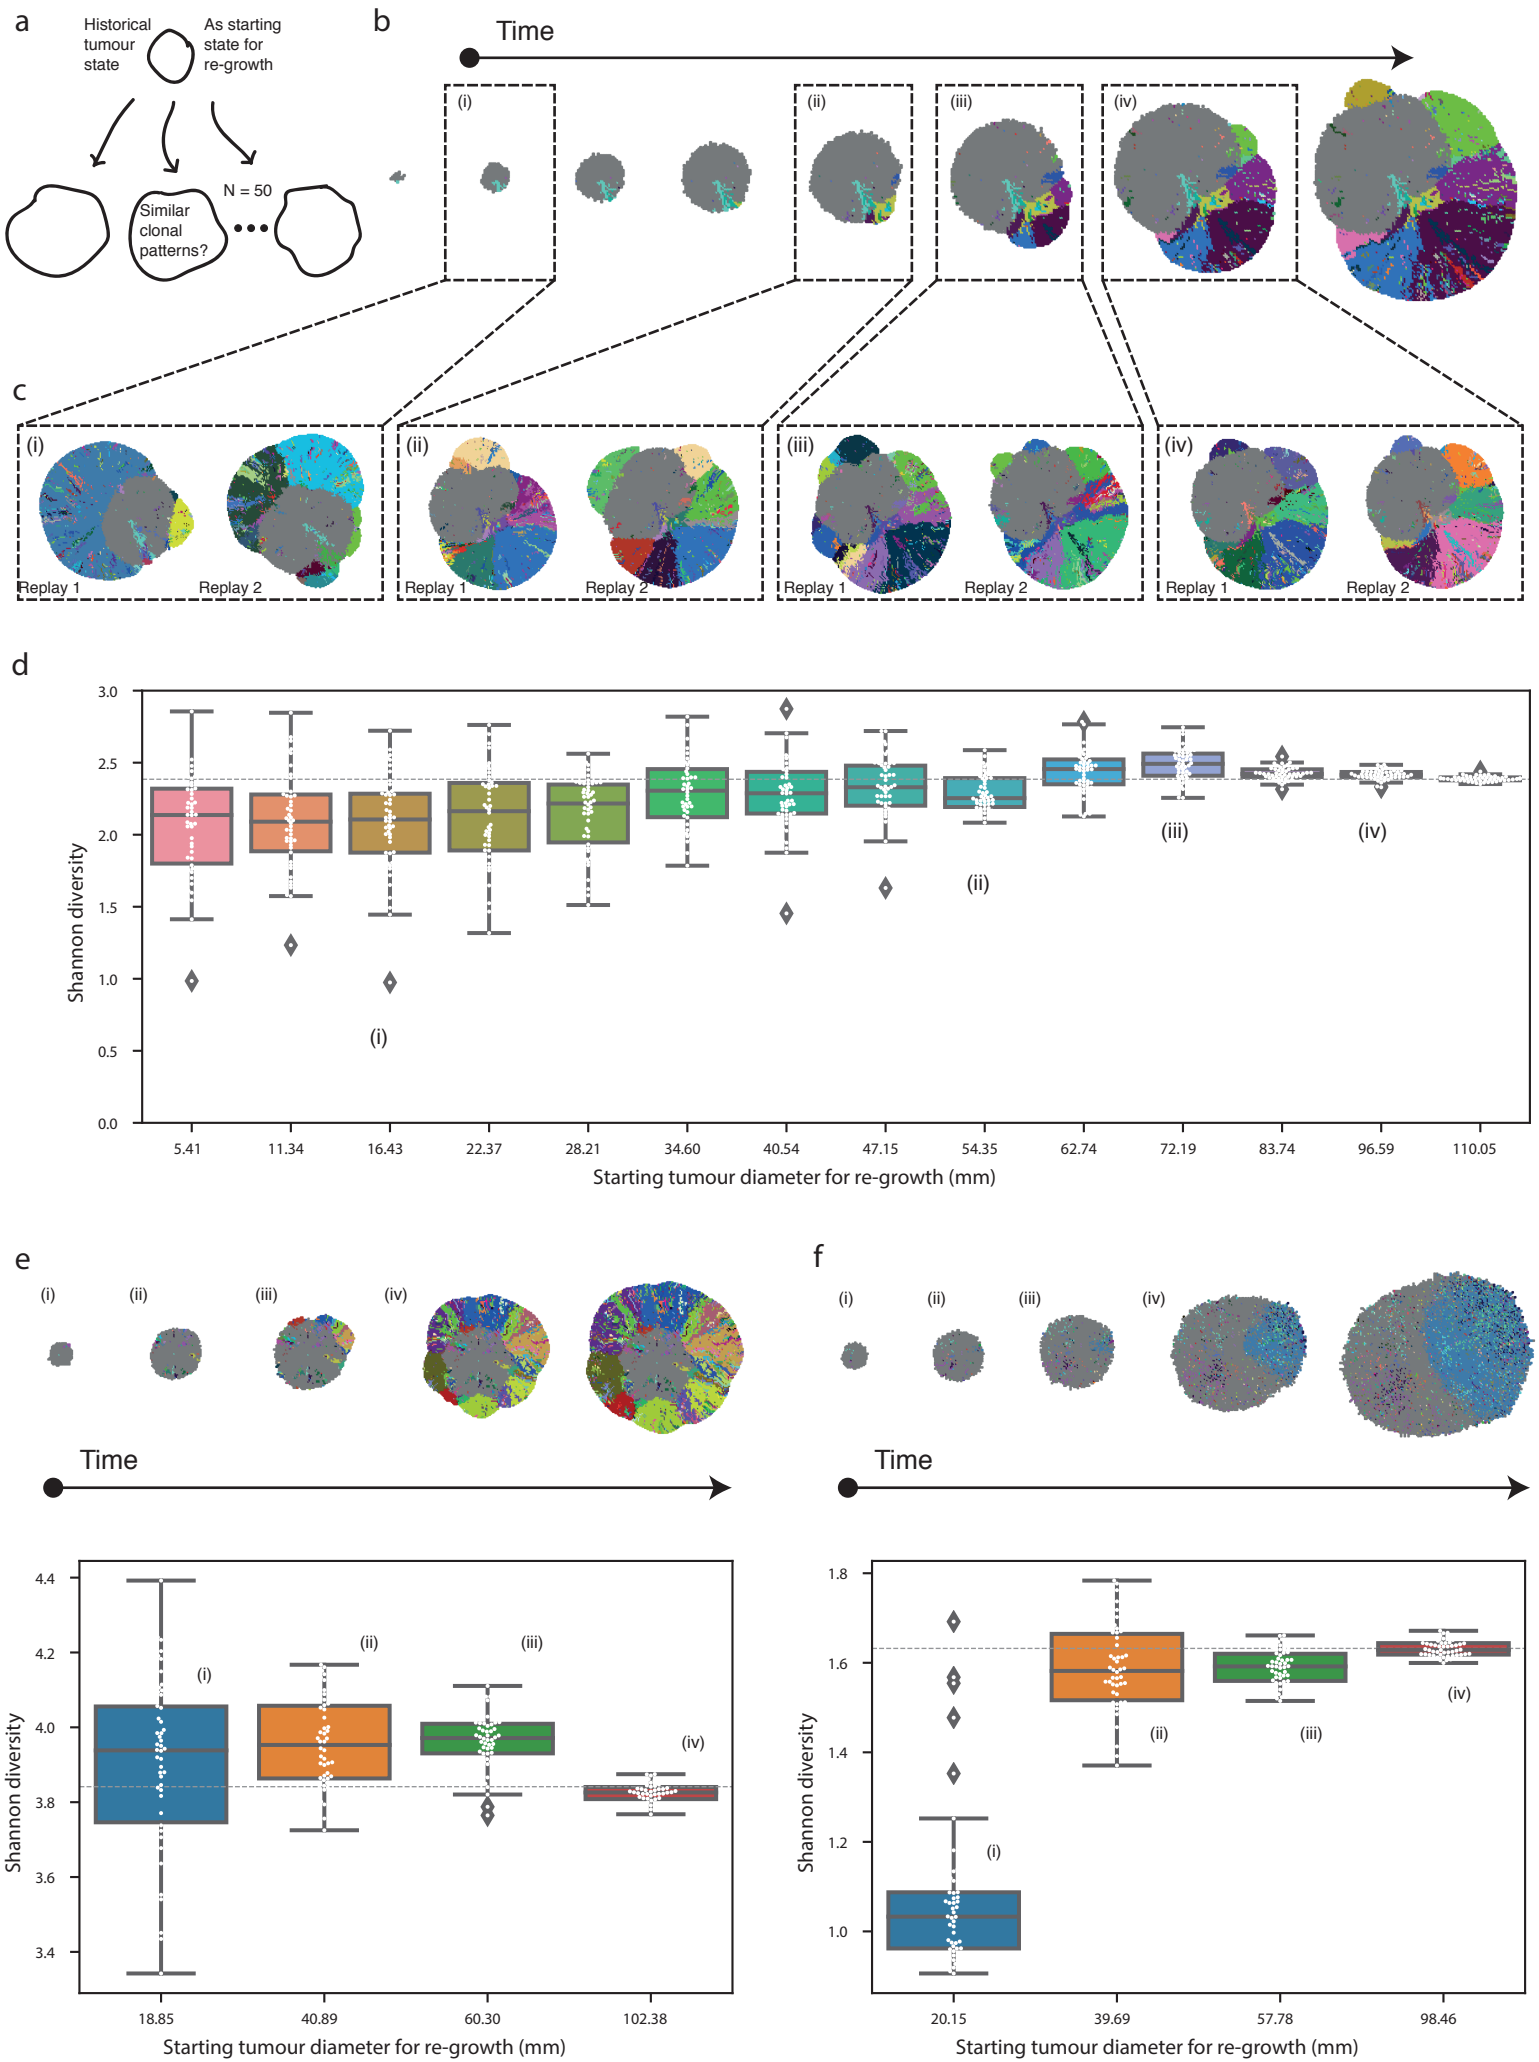 a
Historical
tumour
state
As starting
state for
re-growth
N = 50
Similar
clonal
patterns?
b
Time
(i)
(ii)
(iii)
(iv)
c
(i)
Replay 1
Replay 2
(ii)
Replay 1
Replay 2
(iii)
Replay 1
Replay 2
(iv)
Replay 1
Replay 2
d
Shannon diversity
3.0
2.5
2.0
1.5
1.0
0.5
0.0
(i)
(ii)
(iii)
(iv)
5.41 11.34 16.43 22.37 28.21 34.60 40.54 47.15 54.35 62.74 72.19 83.74 96.59 110.05
Starting tumour diameter for re-growth (mm)
e
(i)
(ii)
(iii)
(iv)
Time
Shannon diversity
4.4
4.2
4.0
3.8
3.6
3.4
(i)
(ii)
(iii)
(iv)
18.85 40.89 60.30 102.38
Starting tumour diameter for re-growth (mm)
f
(i)
(ii)
(iii)
(iv)
Time
Shannon diversity
1.8
1.6
1.4
1.2
1.0
(i)
(ii)
(iii)
(iv)
20.15 39.69 57.78 98.46
Starting tumour diameter for re-growth (mm)